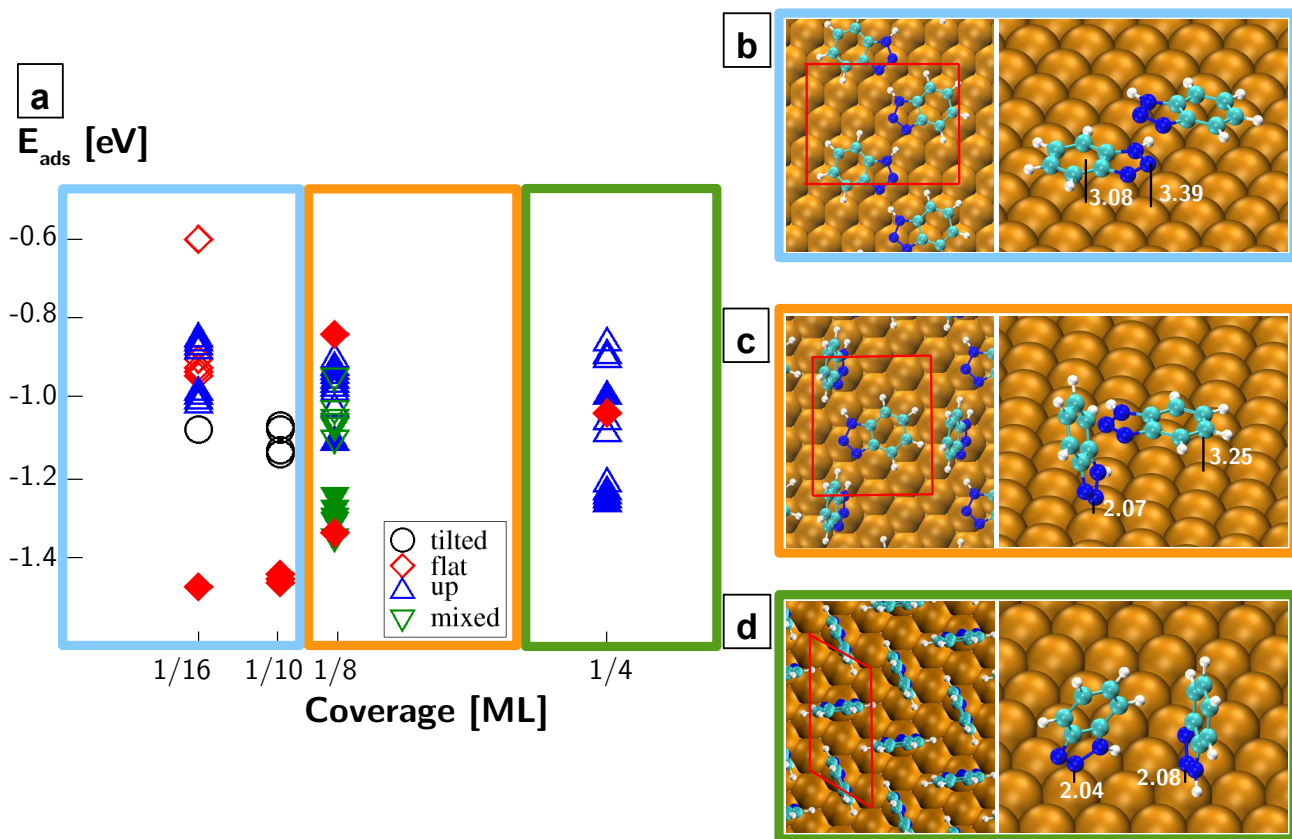 a
E_ads [eV]
-0.6
-0.8
-1.0
-1.2
-1.4
tilted
flat
up
mixed
1/16
1/10
1/8
1/4
Coverage [ML]
b
3.08
3.39
c
3.25
2.07
d
2.04
2.08